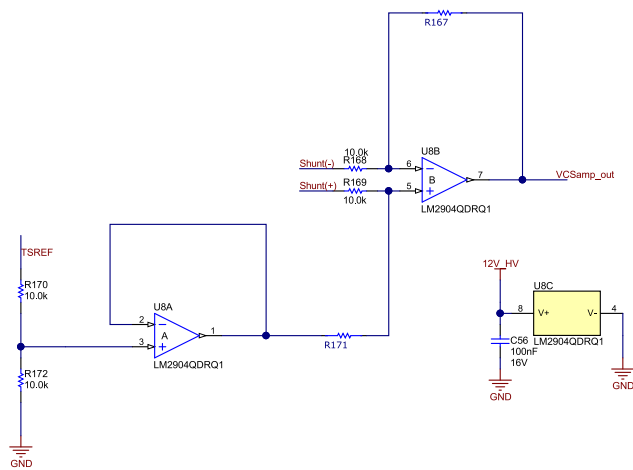 R167
10.0k
U8B
Shunt(-)
R168
6
7
VCSamp_out
B
Shunt(+)
R169
5
10.0k
LM2904QDRQ1
TSREF
12V_HV
R170
10.0k
U8C
U8A
8
V+
V-
4
2
1
A
3
C56
LM2904QDRQ1
100nF
16V
R171
LM2904QDRQ1
R172
10.0k
GND
GND
GND